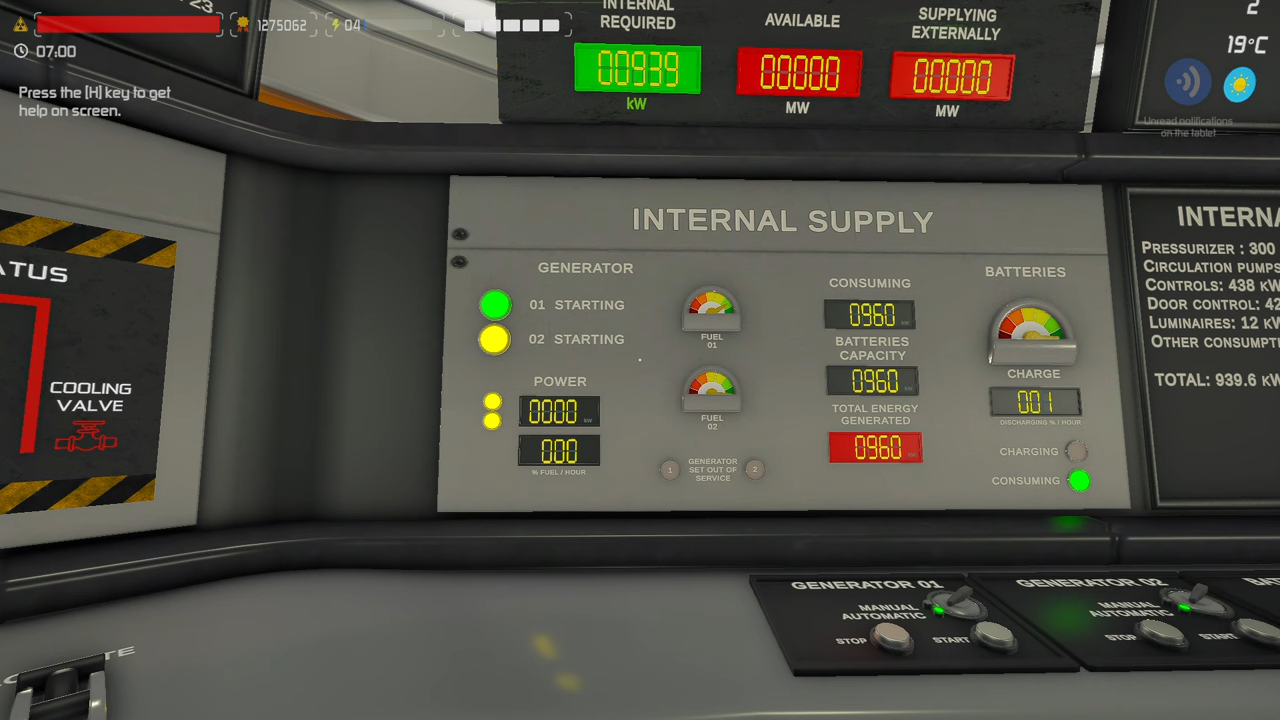 23
1275062
04
07:00
Press the [H] key to get
help on screen.
INTERNAL
REQUIRED
00939
kW
AVAILABLE
00000
MW
SUPPLYING
EXTERNALLY
00000
MW
2
19°C
Unread notifications
on the tablet
ATUS
COOLING
VALVE
INTERNAL SUPPLY
GENERATOR
01 STARTING
02 STARTING
POWER
0000
kW
000
% FUEL / HOUR
FUEL
01
FUEL
02
1
GENERATOR
SET OUT OF
SERVICE
2
CONSUMING
0960
BATTERIES
CAPACITY
0960
TOTAL ENERGY
GENERATED
0960
BATTERIES
CHARGE
001
DISCHARGING % / HOUR
CHARGING
CONSUMING
INTERNA
PRESSURIZER : 300
CIRCULATION PUMPS
CONTROLS: 438 KW
DOOR CONTROL: 42
LUMINAIRES: 12 KW
OTHER CONSUMPTI
TOTAL: 939.6 KW
GENERATOR 01
MANUAL
AUTOMATIC
STOP
START
GENERATOR 02
MANUAL
AUTOMATIC
STOP
START
BAT
TE